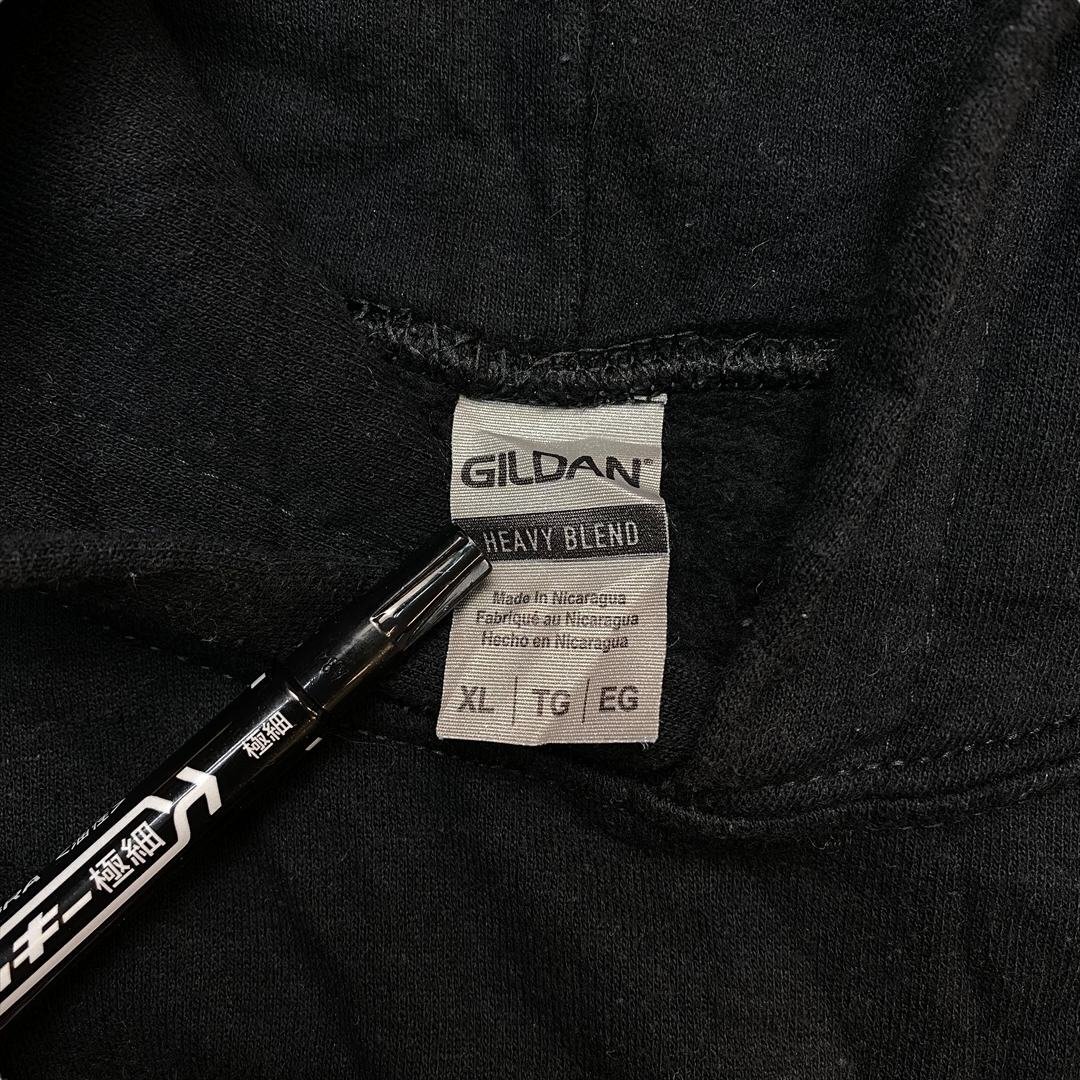 GILDAN®
HEAVY BLEND
Made In Nicaragua
Fabriqué au Nicaragua
Hecho en Nicaragua
XL | TG | EG
極細
キー極細